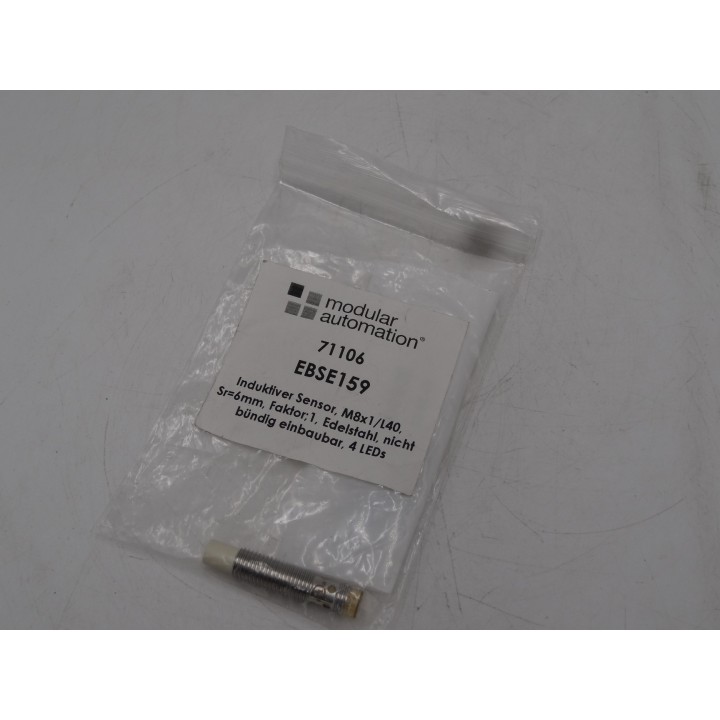 modular
automation®
71106
EBSE159
Induktiver Sensor, M8x1/L40,
Sr=6mm, Faktor:1, Edelstahl, nicht
bündig einbaubar, 4 LEDs